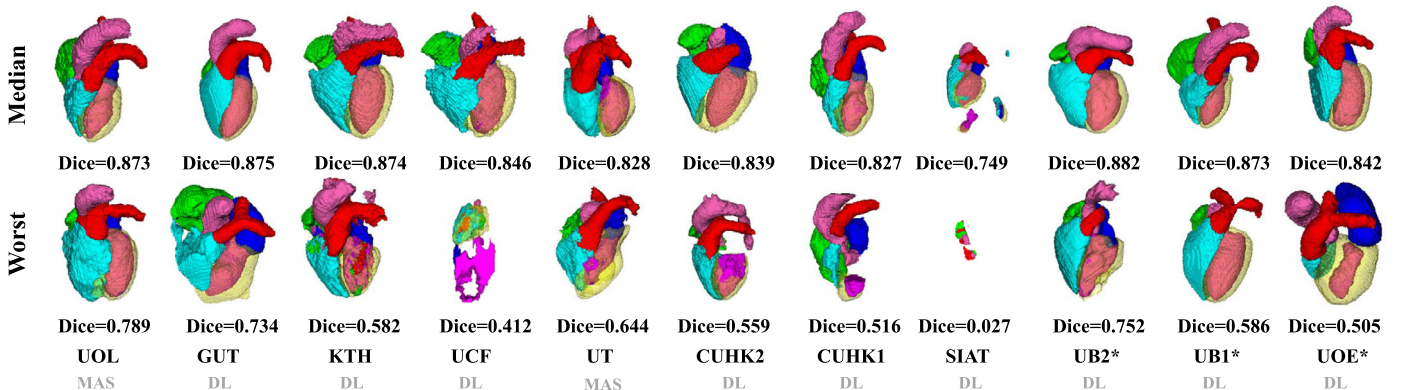 Median
Dice=0.873 Dice=0.875 Dice=0.874 Dice=0.846 Dice=0.828 Dice=0.839 Dice=0.827 Dice=0.749 Dice=0.882 Dice=0.873 Dice=0.842
Worst
Dice=0.789 Dice=0.734 Dice=0.582 Dice=0.412 Dice=0.644 Dice=0.559 Dice=0.516 Dice=0.027 Dice=0.752 Dice=0.586 Dice=0.505
UOL GUT KTH UCF UT CUHK2 CUHK1 SIAT UB2* UB1* UOE*
MAS DL DL DL MAS DL DL DL DL DL DL